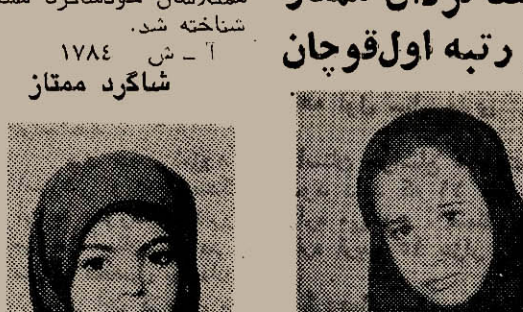 رتبه اول قوچان
شناخته شد.
آ - ش ۱۷۸۴
شاگرد ممتاز